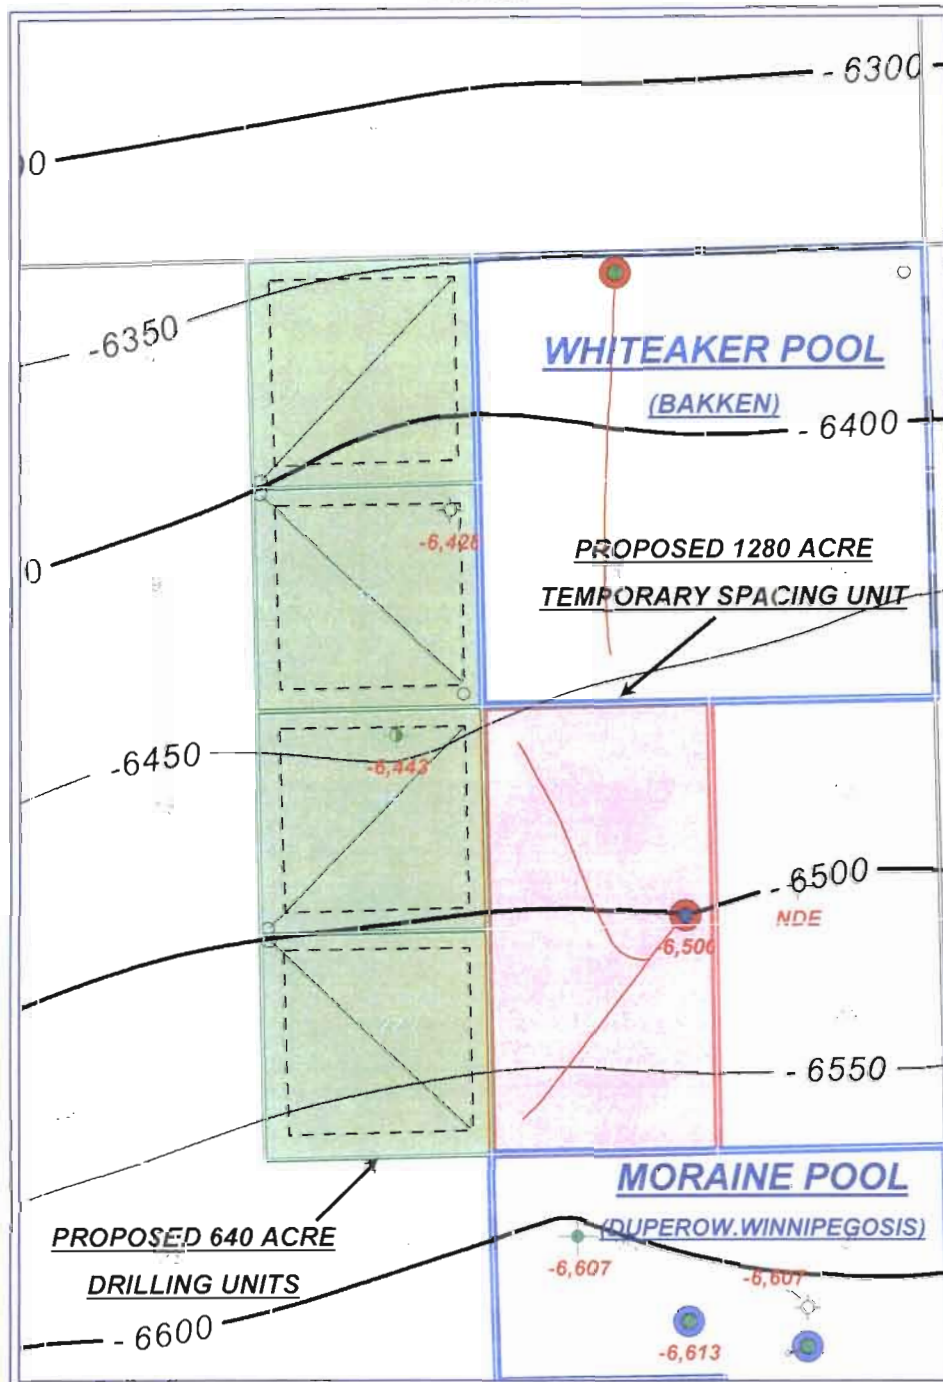 - 6300
0
-6350
WHITEAKER POOL
(BAKKEN)
- 6400
-6,428
PROPOSED 1280 ACRE
0
TEMPORARY SPACING UNIT
-6450
-6,443
- 6500
NDE
-6,506
- 6550
MORAINE POOL
(DUPEROW.WINNIPEGOSIS)
PROPOSED 640 ACRE
-6,607
-6,607
DRILLING UNITS
- 6600
-6,613